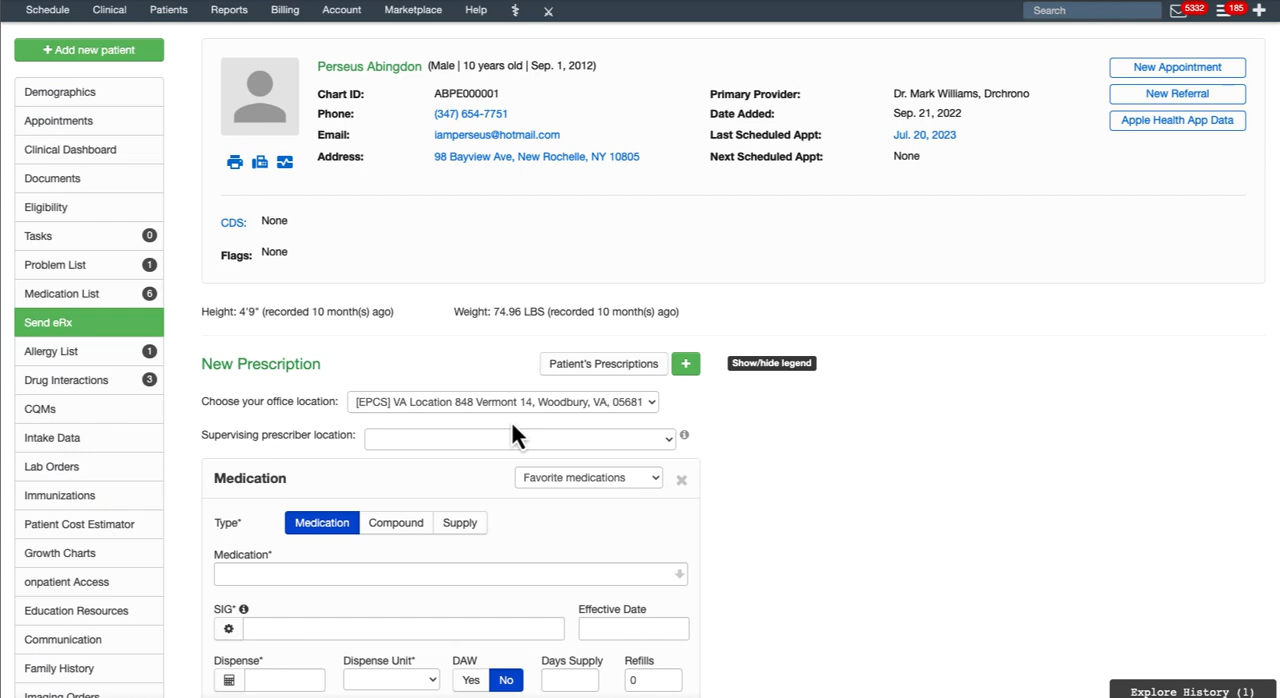 Schedule Clinical Patients Reports Billing Account Marketplace Help Search 5332 185
+ Add new patient
Demographics
Appointments
Clinical Dashboard
Documents
Eligibility
Tasks 0
Problem List 1
Medication List 6
Send eRx
Allergy List 1
Drug Interactions 3
CQMs
Intake Data
Lab Orders
Immunizations
Patient Cost Estimator
Growth Charts
onpatient Access
Education Resources
Communication
Family History
Imaging Orders
Perseus Abingdon (Male | 10 years old | Sep. 1, 2012)
Chart ID: ABPE000001
Phone: (347) 654-7751
Email: iamperseus@hotmail.com
Address: 98 Bayview Ave, New Rochelle, NY 10805
Primary Provider: Dr. Mark Williams, Drchrono
Date Added: Sep. 21, 2022
Last Scheduled Appt: Jul. 20, 2023
Next Scheduled Appt: None
New Appointment
New Referral
Apple Health App Data
CDS: None
Flags: None
Height: 4'9" (recorded 10 month(s) ago) Weight: 74.96 LBS (recorded 10 month(s) ago)
New Prescription Patient's Prescriptions + Show/hide legend
Choose your office location: [EPCS] VA Location 848 Vermont 14, Woodbury, VA, 05681
Supervising prescriber location:
Medication Favorite medications
Type* Medication Compound Supply
Medication*
SIG* Effective Date
Dispense* Dispense Unit* DAW Days Supply Refills
Yes No 0
Explore History (1)